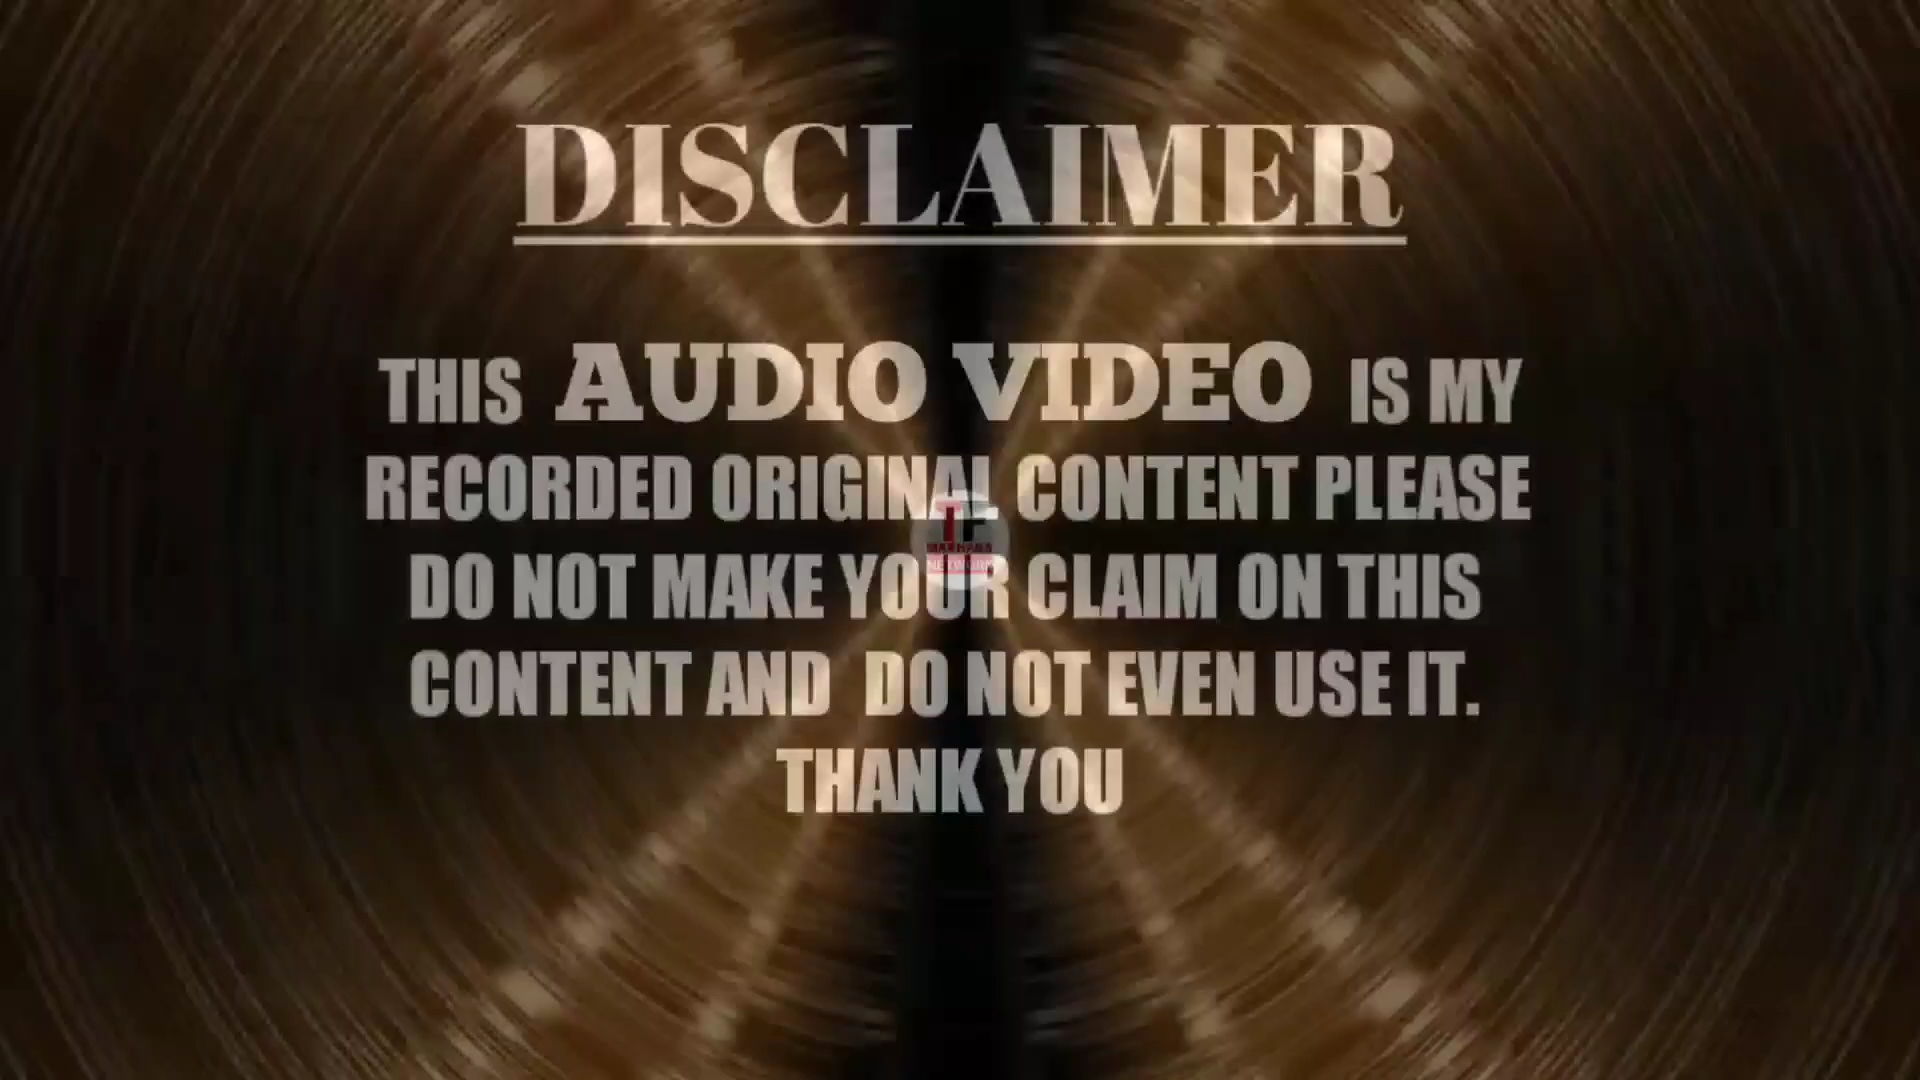 DISCLAIMER
THIS AUDIO VIDEO IS MY
RECORDED ORIGINAL CONTENT PLEASE
DO NOT MAKE YOUR CLAIM ON THIS
CONTENT AND DO NOT EVEN USE IT.
THANK YOU
NETWORK